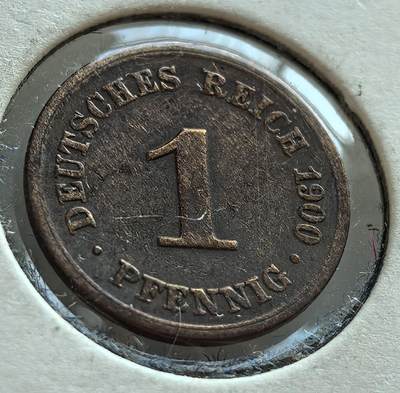 DEUTSCHES REICH 1900
1
· PFENNIG ·